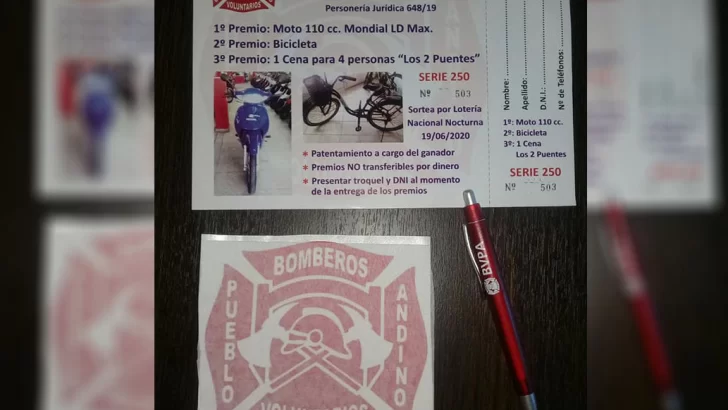 VOLUNTARIOS
Personería Jurídica 648/19
1º Premio: Moto 110 cc. Mondial LD Max.
2º Premio: Bicicleta
3º Premio: 1 Cena para 4 personas “Los 2 Puentes”
SERIE 250
Nº 503
Sortea por Lotería
Nacional Nocturna
19/06/2020
* Patentamiento a cargo del ganador
* Premios NO transferibles por dinero
* Presentar troquel y DNI al momento
de la entrega de los premios
Nombre:
Apellido:
D.N.I.:
Nº de Teléfonos:
1º: Moto 110 cc.
2º: Bicicleta
3º: 1 Cena
Los 2 Puentes
SERIE 250
Nº 503
BVPA
BOMBEROS
PUEBLO
ANDINO
VOLUNTARIOS